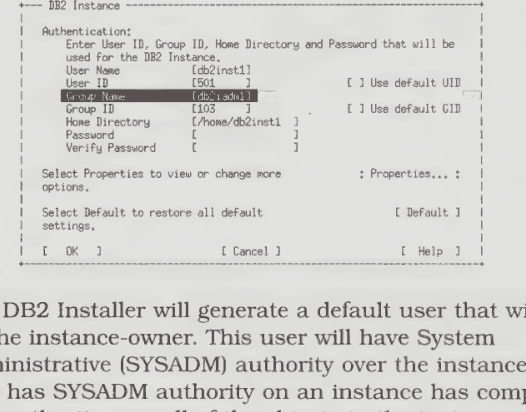 DB2 Instance
Authentication:
Enter User ID, Group ID, Home Directory and Password that will be
used for the DB2 Instance.
User Name [db2inst1]
User ID [501 ] [ ] Use default UID
Group Name [db2iadm1]
Group ID [103 ] [ ] Use default GID
Home Directory [/home/db2inst1 ]
Password [ ]
Verify Password [ ]
Select Properties to view or change more : Properties... :
options.
Select Default to restore all default [ Default ]
settings.
[ OK ] [ Cancel ] [ Help ]
DB2 Installer will generate a default user that wi
he instance-owner. This user will have System
ministrative (SYSADM) authority over the instance
has SYSADM authority on an instance has comp